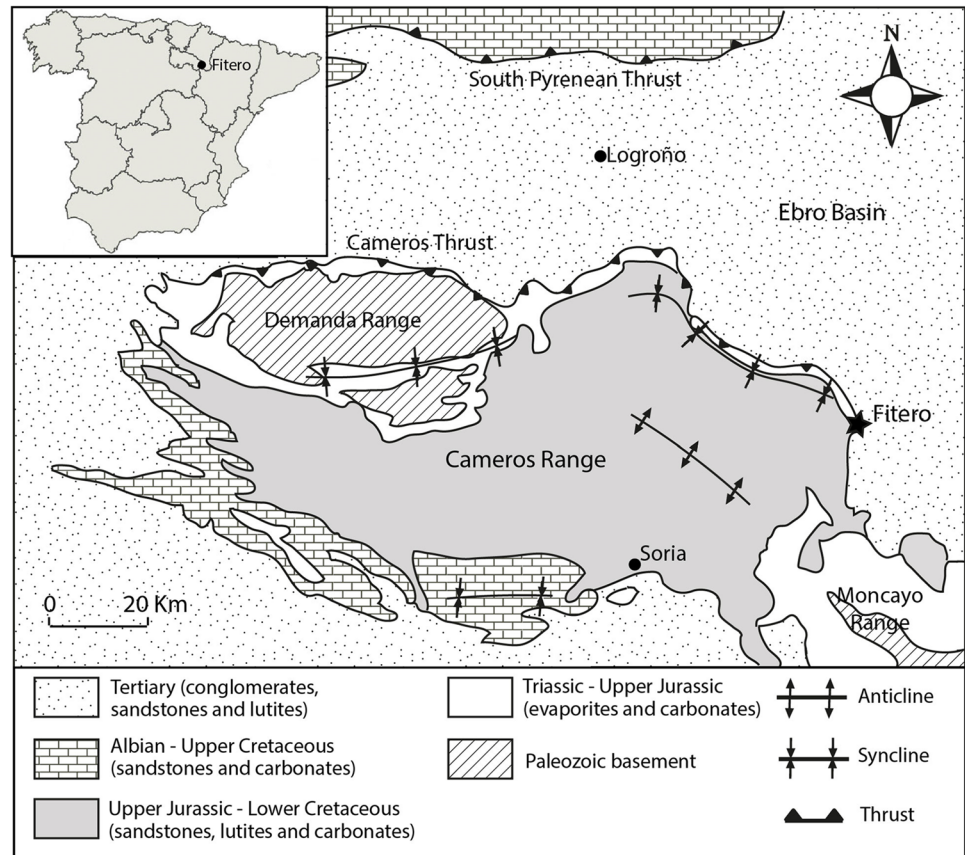 Fitero
South Pyrenean Thrust
N
Logroño
Ebro Basin
Cameros Thrust
Demanda Range
Fitero
Cameros Range
Soria
0 20 Km
Moncayo
Range
Tertiary (conglomerates,
sandstones and lutites)
Albian - Upper Cretaceous
(sandstones and carbonates)
Upper Jurassic - Lower Cretaceous
(sandstones, lutites and carbonates)
Triassic - Upper Jurassic
(evaporites and carbonates)
Paleozoic basement
Anticline
Syncline
Thrust